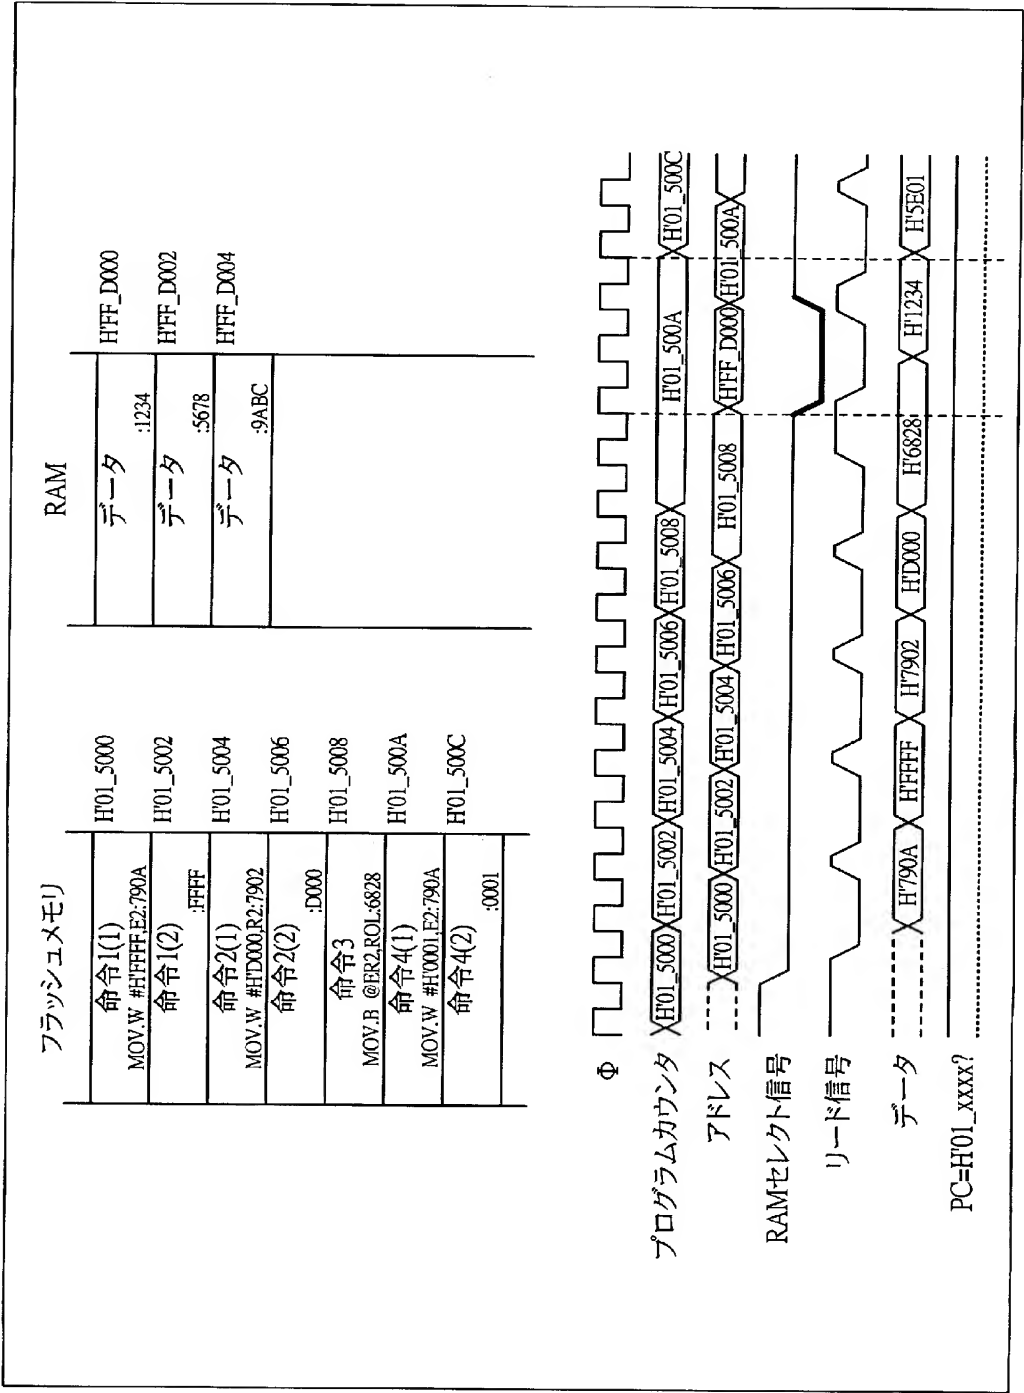 フラッシュメモリ
命令1(1)
MOV.W #H'FFFF,E2:790A
H'01_5000
命令1(2)
:FFFF
H'01_5002
命令2(1)
MOV.W #H'D000,R2:7902
H'01_5004
命令2(2)
:D000
H'01_5006
命令3
MOV.B @ER2,ROL:6828
H'01_5008
命令4(1)
MOV.W #H'0001,E2:790A
H'01_500A
命令4(2)
:0001
H'01_500C
RAM
データ
:1234
H'FF_D000
データ
:5678
H'FF_D002
データ
:9ABC
H'FF_D004
Φ
プログラムカウンタ H'01_5000 H'01_5002 H'01_5004 H'01_5006 H'01_5008 H'01_500A H'01_500C
アドレス H'01_5000 H'01_5002 H'01_5004 H'01_5006 H'01_5008 H'FF_D000 H'01_500A
RAMセレクト信号
リード信号
データ H'790A H'FFFF H'7902 H'D000 H'6828 H'1234 H'5E01
PC=H'01_xxxx?